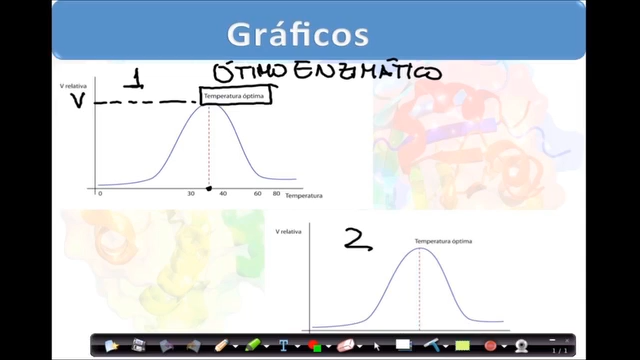 Gráficos
ÓTIMO ENZIMÁTICO
1
V relativa
V
Temperatura óptima
0 30 40 60 80 Temperatura
2
V relativa
Temperatura óptima
T
1 / 1